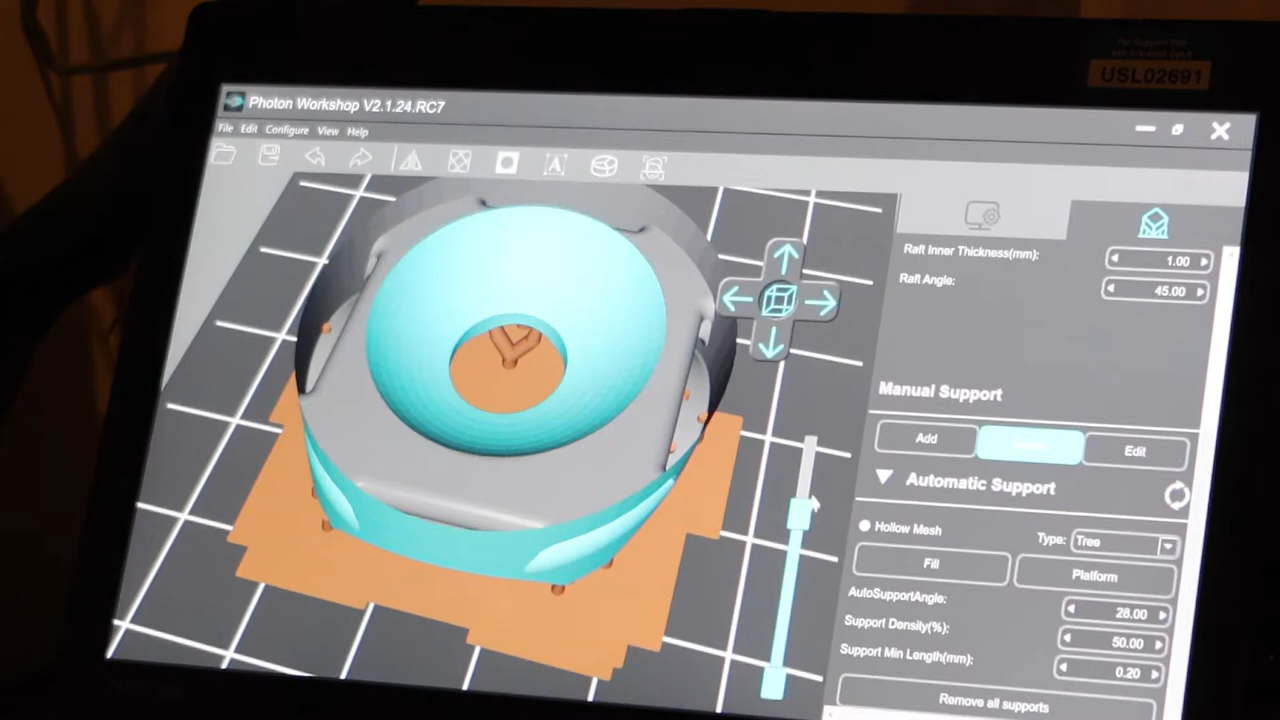 USL02691
Photon Workshop V2.1.24.RC7
File Edit Configure View Help
A
Raft Inner Thickness(mm): 1.00
Raft Angle: 45.00
Manual Support
Add Edit
Automatic Support
Hollow Mesh Type: Tree
Fill Platform
AutoSupportAngle: 28.00
Support Density(%): 50.00
Support Min Length(mm): 0.20
Remove all supports